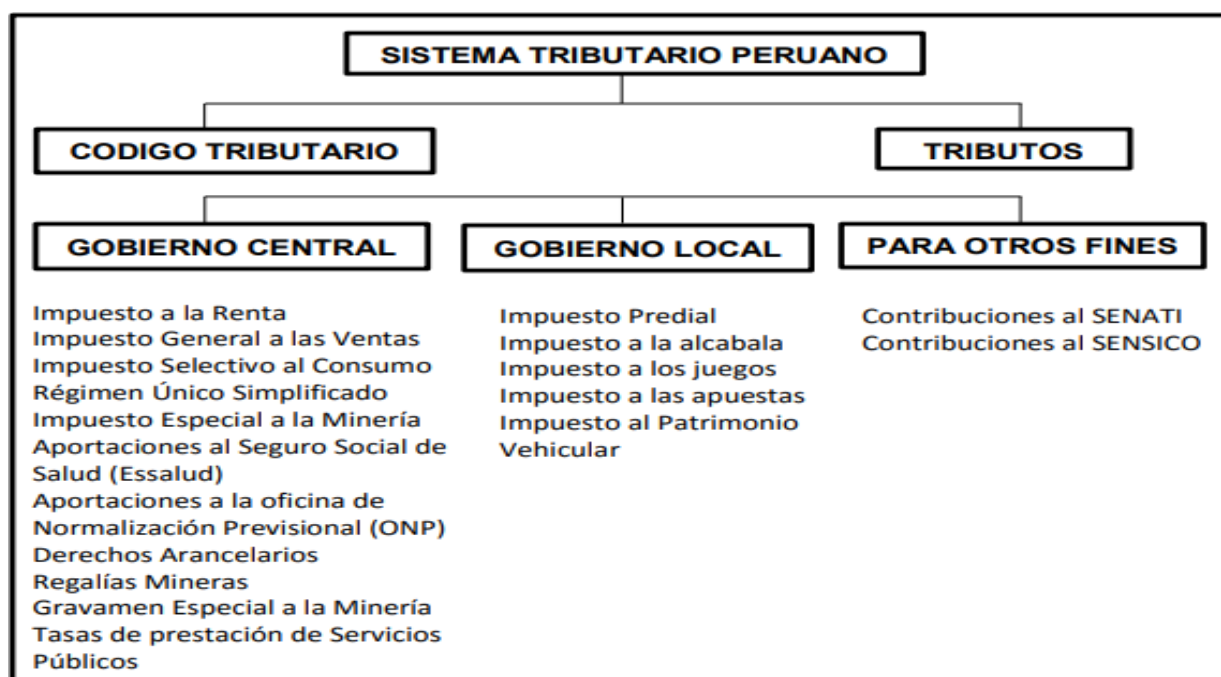 SISTEMA TRIBUTARIO PERUANO
CODIGO TRIBUTARIO
TRIBUTOS
GOBIERNO CENTRAL
GOBIERNO LOCAL
PARA OTROS FINES
Impuesto a la Renta
Impuesto General a las Ventas
Impuesto Selectivo al Consumo
Régimen Único Simplificado
Impuesto Especial a la Minería
Aportaciones al Seguro Social de
Salud (Essalud)
Aportaciones a la oficina de
Normalización Previsional (ONP)
Derechos Arancelarios
Regalías Mineras
Gravamen Especial a la Minería
Tasas de prestación de Servicios
Públicos
Impuesto Predial
Impuesto a la alcabala
Impuesto a los juegos
Impuesto a las apuestas
Impuesto al Patrimonio
Vehicular
Contribuciones al SENATI
Contribuciones al SENSICO